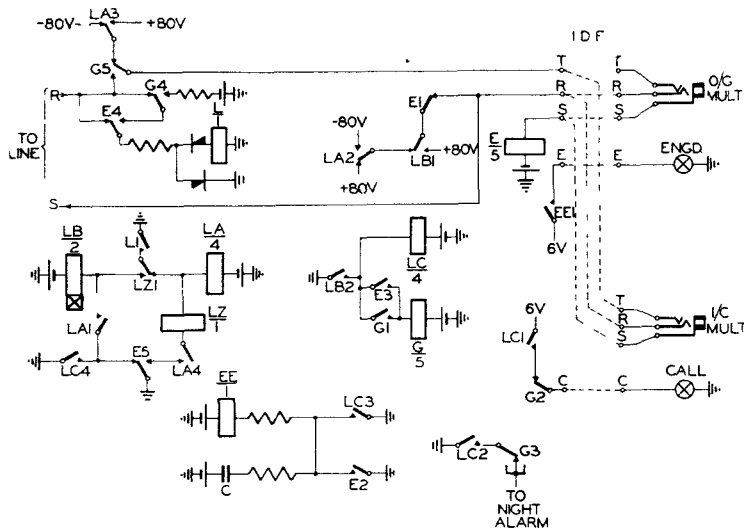 LA3
-80V- +80V
I D F
G5
T T
R G4 R R O/G MULT
E4 L/1 E1 S S
TO LINE
-80V
LA2 LB1 +80V
+80V
E/5
E E ENGD.
EE1
6V
S
LB/2 L1 LA/4
LZ1
LC/4
LB2
E3
G1
G/5
LZ/1
LA1
LC4 E5 LA4
T
R I/C MULT
S
6V
LC1
CALL
G2 C C
EE/1
LC3
C E2
LC2 G3
TO NIGHT ALARM